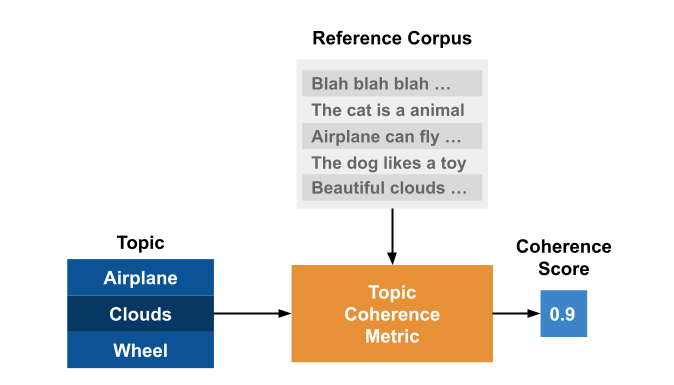 Reference Corpus
Blah blah blah …
The cat is a animal
Airplane can fly …
The dog likes a toy
Beautiful clouds …
Topic
Airplane
Clouds
Wheel
Topic
Coherence
Metric
Coherence
Score
0.9